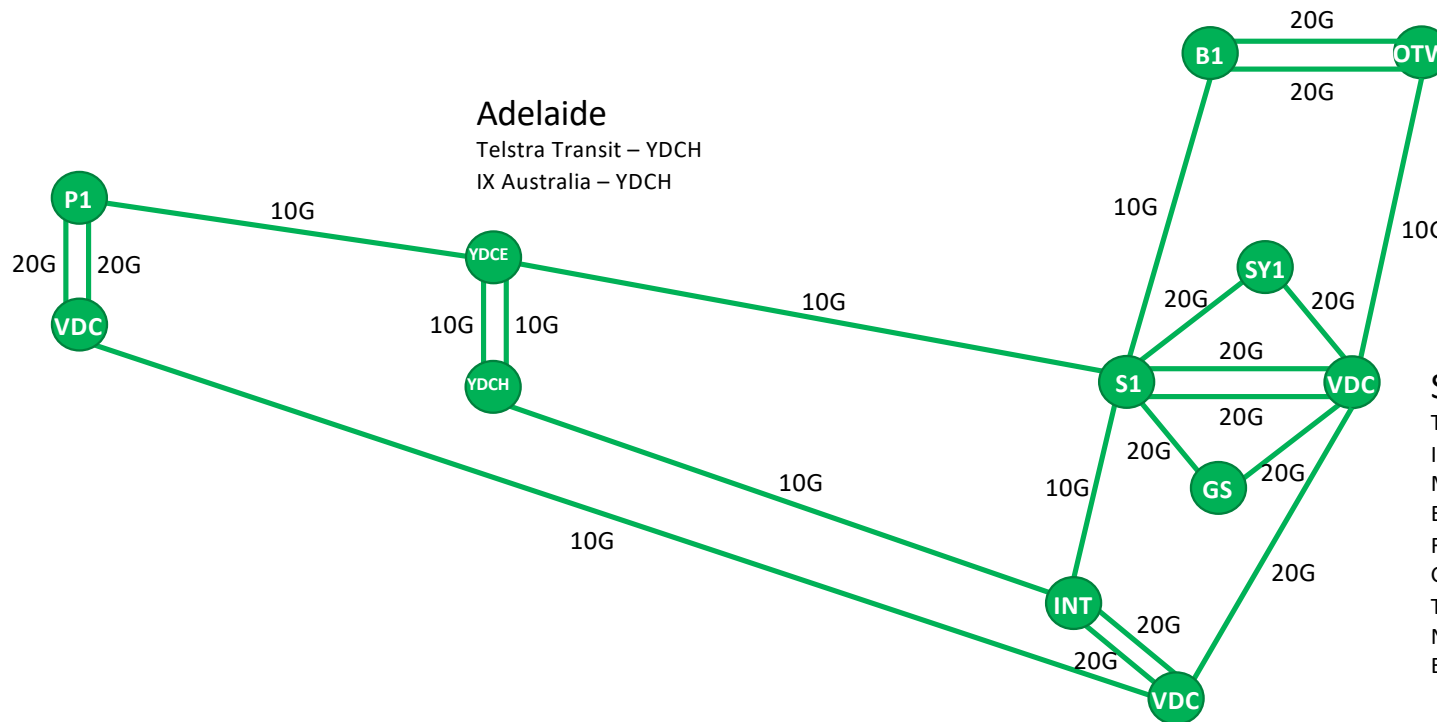 20G
B1
OTW
20G
Adelaide
Telstra Transit – YDCH
IX Australia – YDCH
P1
10G
10G
10G
YDCE
SY1
20G
20G
20G
20G
10G
10G
10G
VDC
20G
YDCH
S1
VDC
20G
20G
20G
GS
10G
10G
10G
20G
INT
20G
20G
VDC